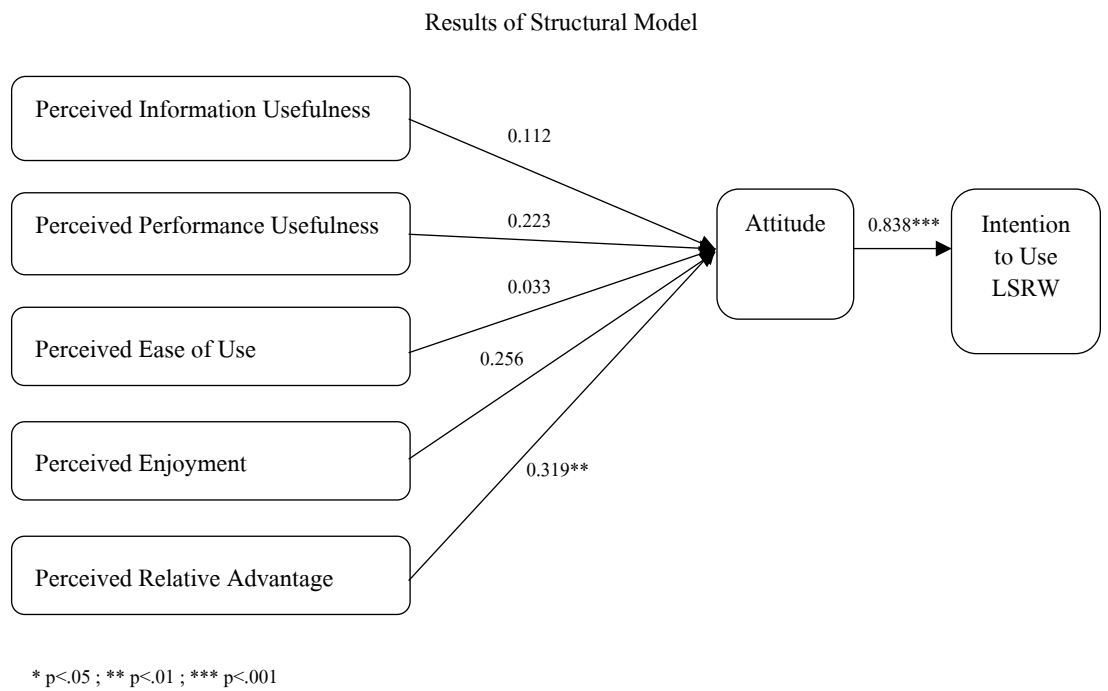 Results of Structural Model
Perceived Information Usefulness
0.112
Perceived Performance Usefulness
0.223
Attitude
0.838***
Intention
to Use
LSRW
0.033
Perceived Ease of Use
0.256
Perceived Enjoyment
0.319**
Perceived Relative Advantage
* p<.05 ; ** p<.01 ; *** p<.001